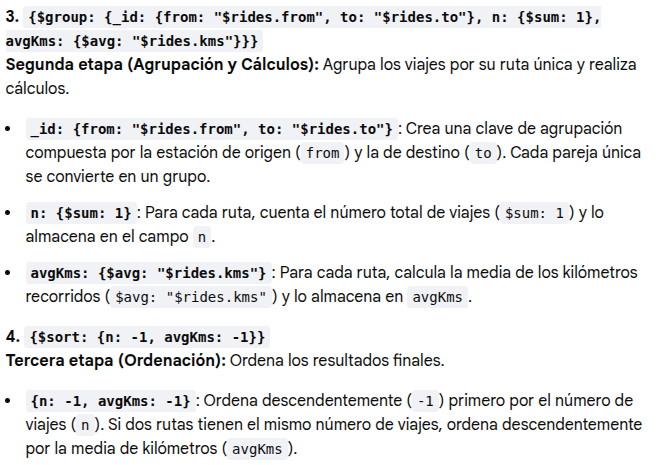 3. {$group: {_id: {from: "$rides.from", to: "$rides.to"}, n: {$sum: 1},
avgKms: {$avg: "$rides.kms"}}}
Segunda etapa (Agrupación y Cálculos): Agrupa los viajes por su ruta única y realiza
cálculos.
• _id: {from: "$rides.from", to: "$rides.to"} : Crea una clave de agrupación
compuesta por la estación de origen ( from ) y la de destino ( to ). Cada pareja única
se convierte en un grupo.
• n: {$sum: 1} : Para cada ruta, cuenta el número total de viajes ( $sum: 1 ) y lo
almacena en el campo n .
• avgKms: {$avg: "$rides.kms"} : Para cada ruta, calcula la media de los kilómetros
recorridos ( $avg: "$rides.kms" ) y lo almacena en avgKms .
4. {$sort: {n: -1, avgKms: -1}}
Tercera etapa (Ordenación): Ordena los resultados finales.
• {n: -1, avgKms: -1} : Ordena descendentemente ( -1 ) primero por el número de
viajes ( n ). Si dos rutas tienen el mismo número de viajes, ordena descendentemente
por la media de kilómetros ( avgKms ).